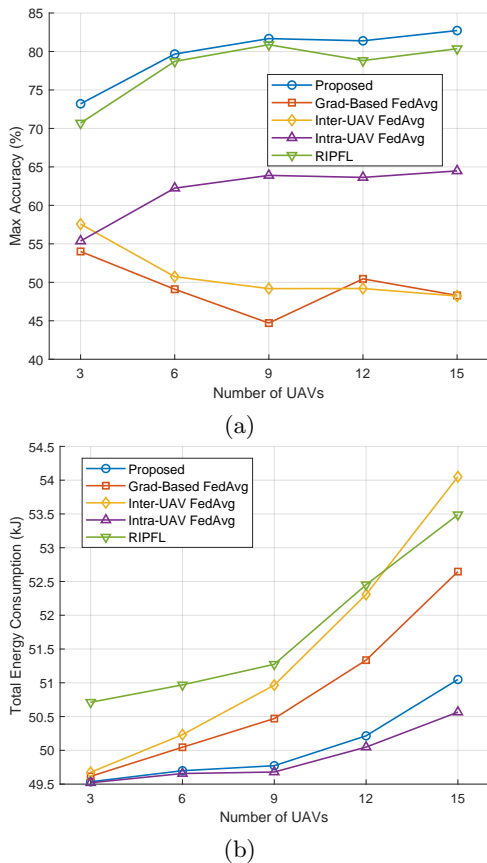 85
80
75
70
65
60
55
50
45
40
Max Accuracy (%)
Proposed
Grad-Based FedAvg
Inter-UAV FedAvg
Intra-UAV FedAvg
RIPFL
3 6 9 12 15
Number of UAVs
(a)
54.5
54
53.5
53
52.5
52
51.5
51
50.5
50
49.5
Total Energy Consumption (kJ)
Proposed
Grad-Based FedAvg
Inter-UAV FedAvg
Intra-UAV FedAvg
RIPFL
3 6 9 12 15
Number of UAVs
(b)